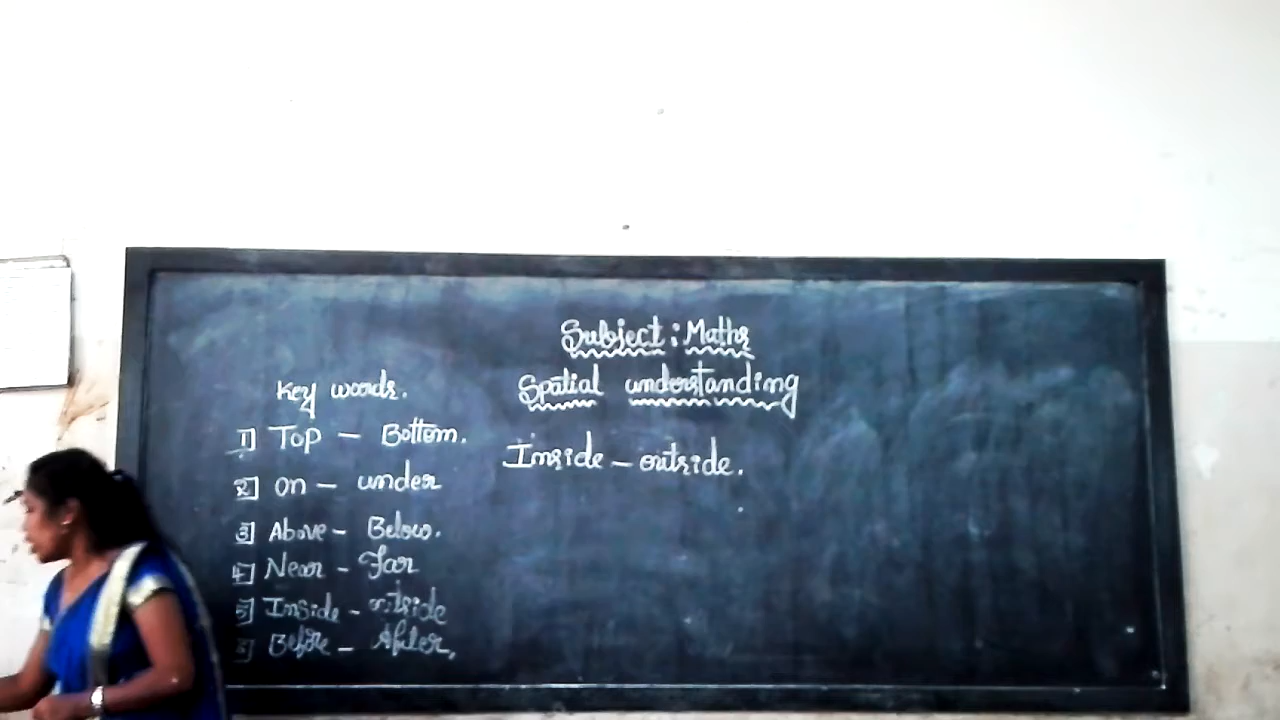 Subject : Maths
Spatial understanding
Key words.
1] Top – Bottom.
2] on – under
3] Above – Below.
4] Near – Far
5] Inside – outside
6] Before – After.
Inside – outside.